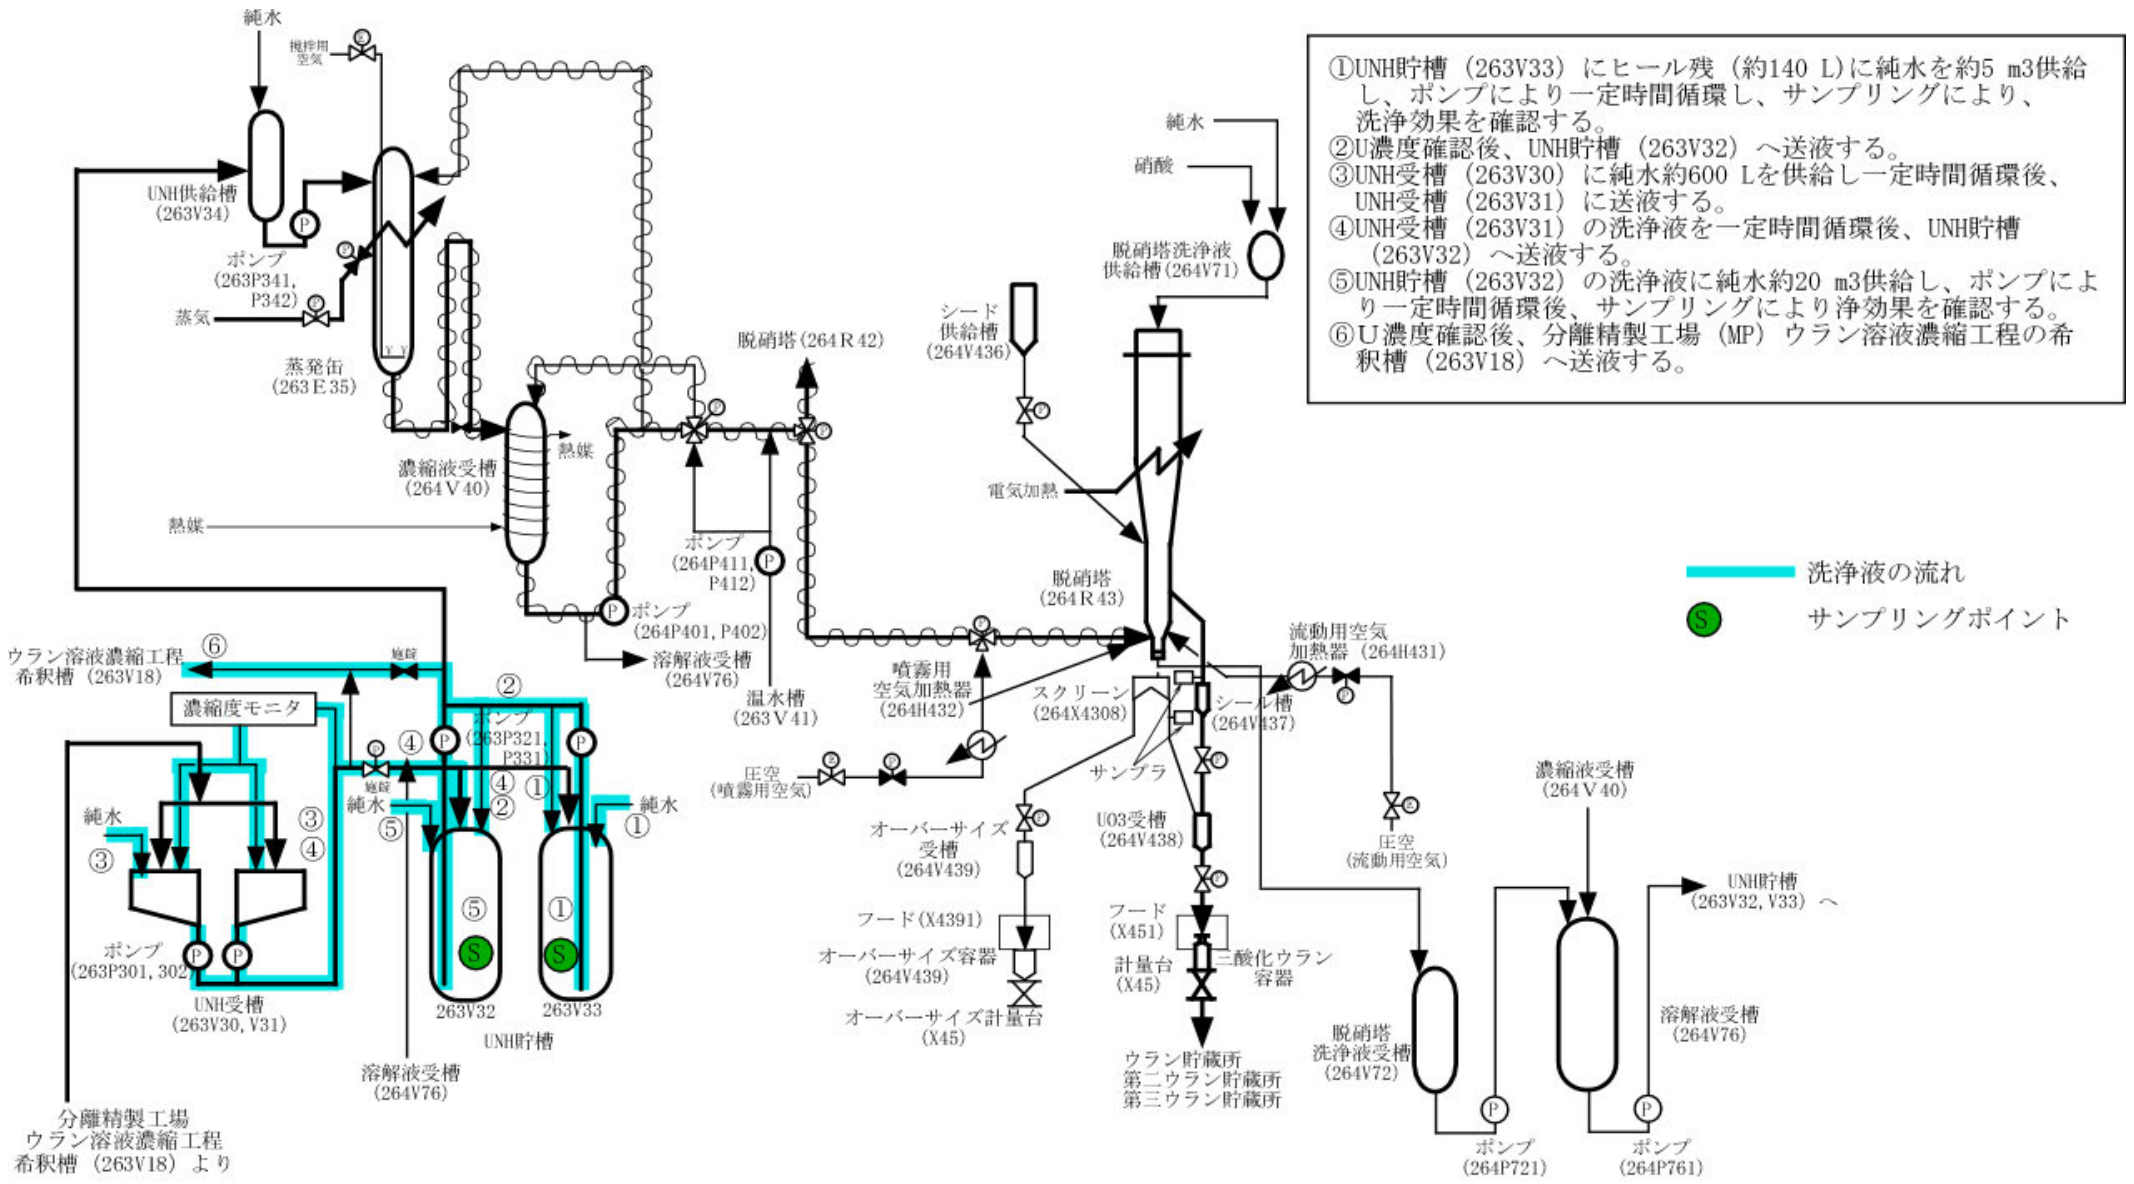 純水
攪拌用
空気
UNH供給槽
(263V34)
P
ポンプ
(263P341,
P342)
蒸気
蒸発缶
(263E35)
濃縮液受槽
(264V40)
熱媒
熱媒
ポンプ
(264P401, P402)
溶解液受槽
(264V76)
ポンプ
(264P411,
P412)
温水槽
(263V41)
脱硝塔(264R42)
純水
硝酸
脱硝塔洗浄液
供給槽(264V71)
シード
供給槽
(264V436)
電気加熱
脱硝塔
(264R43)
流動用空気
加熱器 (264H431)
噴霧用
空気加熱器
(264H432)
スクリーン
(264X4308)
シール槽
(264V437)
サンプラ
圧空
(噴霧用空気)
オーバーサイズ
受槽
(264V439)
UO3受槽
(264V438)
圧空
(流動用空気)
フード(X4391)
オーバーサイズ容器
(264V439)
オーバーサイズ計量台
(X45)
フード
(X451)
計量台
(X45)
三酸化ウラン
容器
ウラン貯蔵所
第二ウラン貯蔵所
第三ウラン貯蔵所
脱硝塔
洗浄液受槽
(264V72)
ポンプ
(264P721)
濃縮液受槽
(264V40)
UNH貯槽
(263V32, V33) へ
溶解液受槽
(264V76)
ポンプ
(264P761)
①UNH貯槽 (263V33) にヒール残 (約140 L)に純水を約5 m3供給
し、ポンプにより一定時間循環し、サンプリングにより、
洗浄効果を確認する。
②U濃度確認後、UNH貯槽 (263V32) へ送液する。
③UNH受槽 (263V30) に純水約600 Lを供給し一定時間循環後、
UNH受槽 (263V31) に送液する。
④UNH受槽 (263V31) の洗浄液を一定時間循環後、UNH貯槽
(263V32) へ送液する。
⑤UNH貯槽 (263V32) の洗浄液に純水約20 m3供給し、ポンプによ
り一定時間循環後、サンプリングにより浄効果を確認する。
⑥U濃度確認後、分離精製工場 (MP) ウラン溶液濃縮工程の希
釈槽 (263V18) へ送液する。
洗浄液の流れ
S サンプリングポイント
⑥
ウラン溶液濃縮工程
希釈槽 (263V18)
施錠
②
濃縮度モニタ
ポンプ
(263P321,
P331)
④
施錠
純水
⑤
④
②
①
純水
①
純水
③
③
④
ポンプ
(263P301, 302)
UNH受槽
(263V30, V31)
⑤
S
①
S
263V32
263V33
UNH貯槽
溶解液受槽
(264V76)
分離精製工場
ウラン溶液濃縮工程
希釈槽 (263V18) より